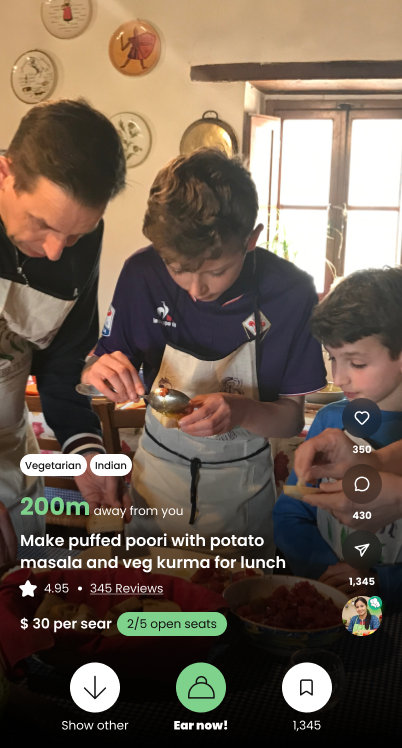 Vegetarian Indian
350
430
200m away from you
Make puffed poori with potato
masala and veg kurma for lunch
1,345
4.95 • 345 Reviews
$ 30 per sear 2/5 open seats
Show other
Ear now!
1,345